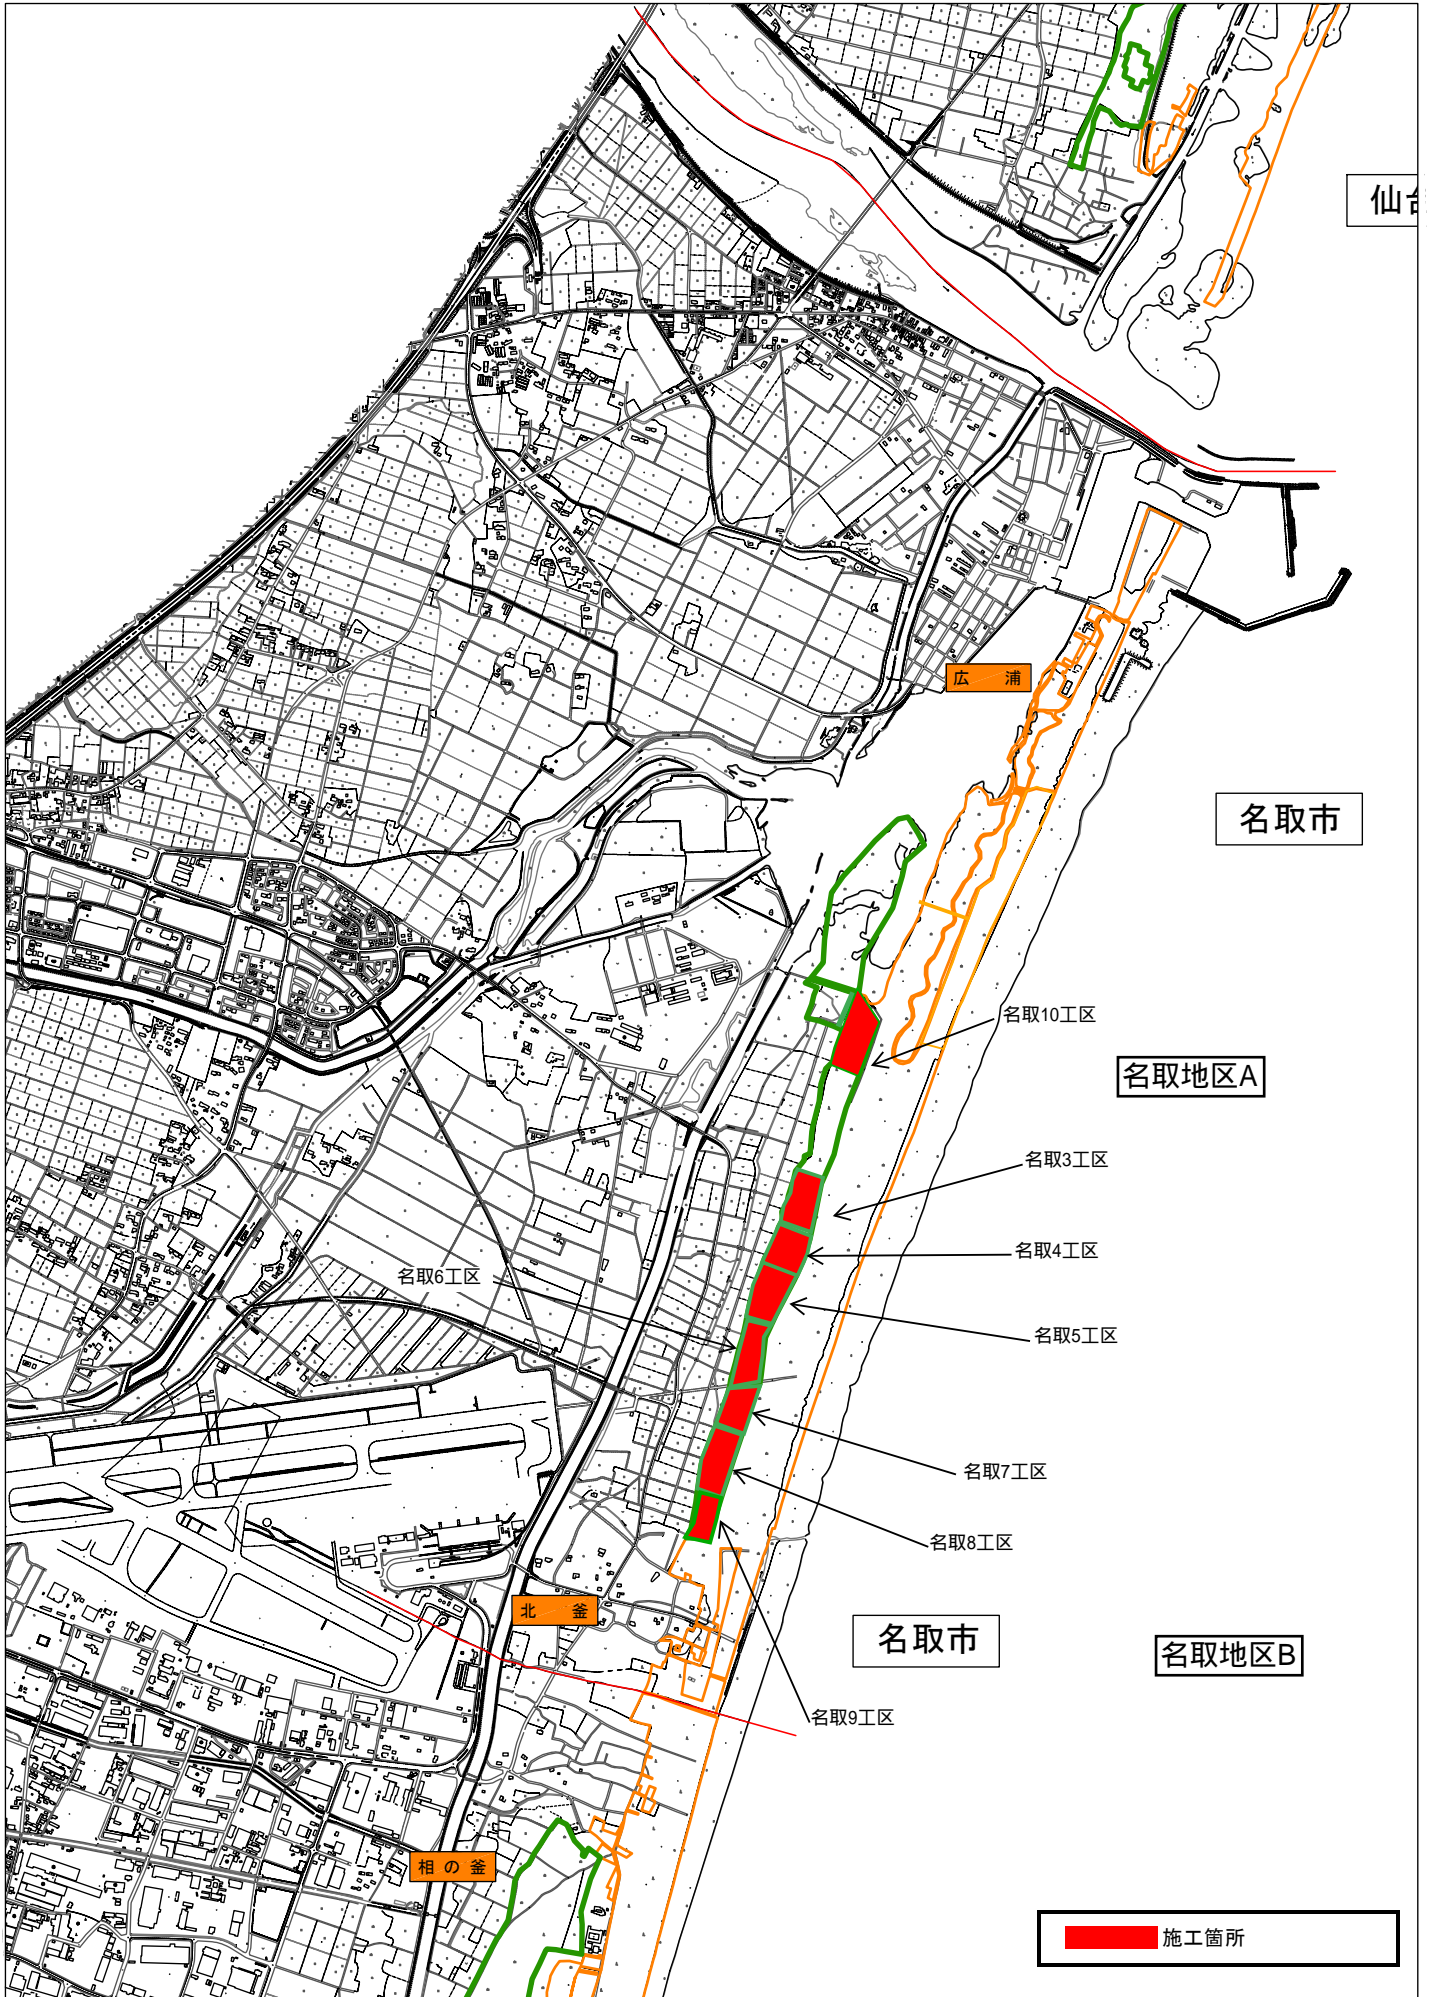 仙台
広 浦
名取市
名取10工区
名取地区A
名取3工区
名取4工区
名取6工区
名取5工区
名取7工区
名取8工区
北 釜
名取市
名取地区B
名取9工区
相の釜
施工箇所